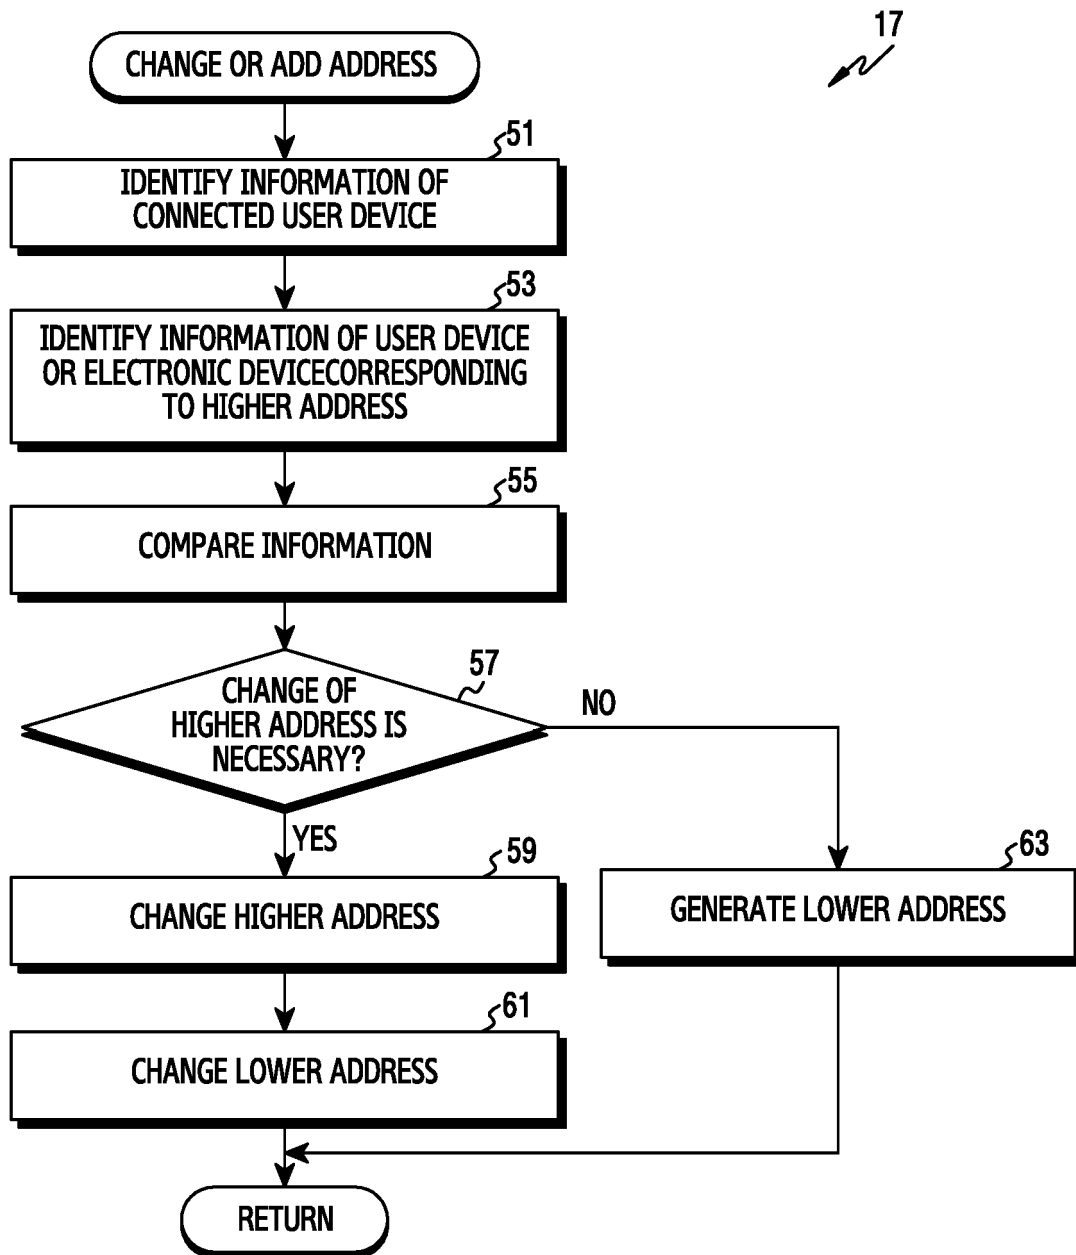 CHANGE OR ADD ADDRESS
17
51
IDENTIFY INFORMATION OF
CONNECTED USER DEVICE
53
IDENTIFY INFORMATION OF USER DEVICE
OR ELECTRONIC DEVICECORRESPONDING
TO HIGHER ADDRESS
55
COMPARE INFORMATION
57
CHANGE OF
HIGHER ADDRESS IS
NECESSARY?
NO
YES
59
CHANGE HIGHER ADDRESS
63
GENERATE LOWER ADDRESS
61
CHANGE LOWER ADDRESS
RETURN